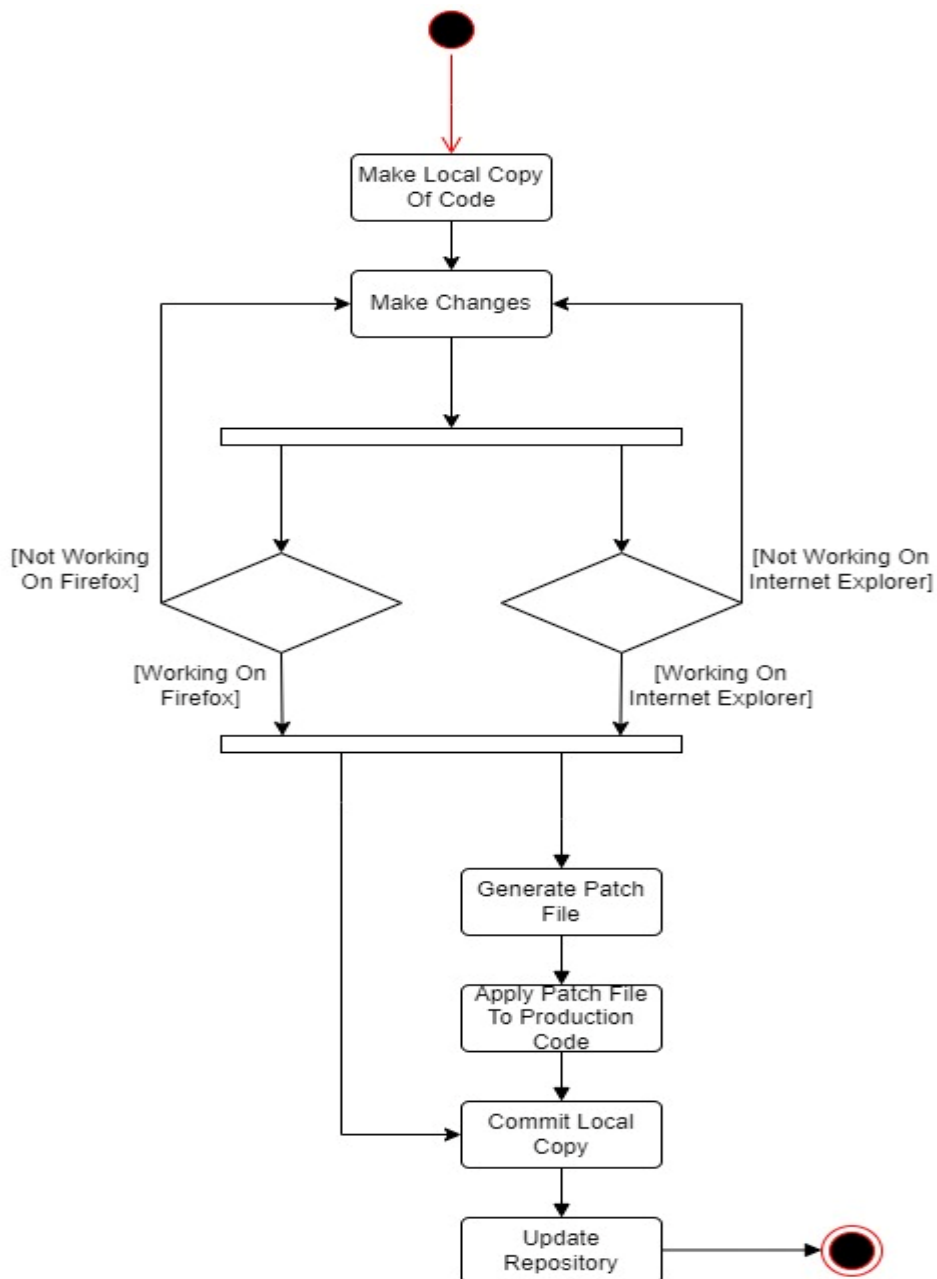 Make Local Copy
Of Code
Make Changes
[Not Working
On Firefox]
[Not Working On
Internet Explorer]
[Working On
Firefox]
[Working On
Internet Explorer]
Generate Patch
File
Apply Patch File
To Production
Code
Commit Local
Copy
Update
Repository